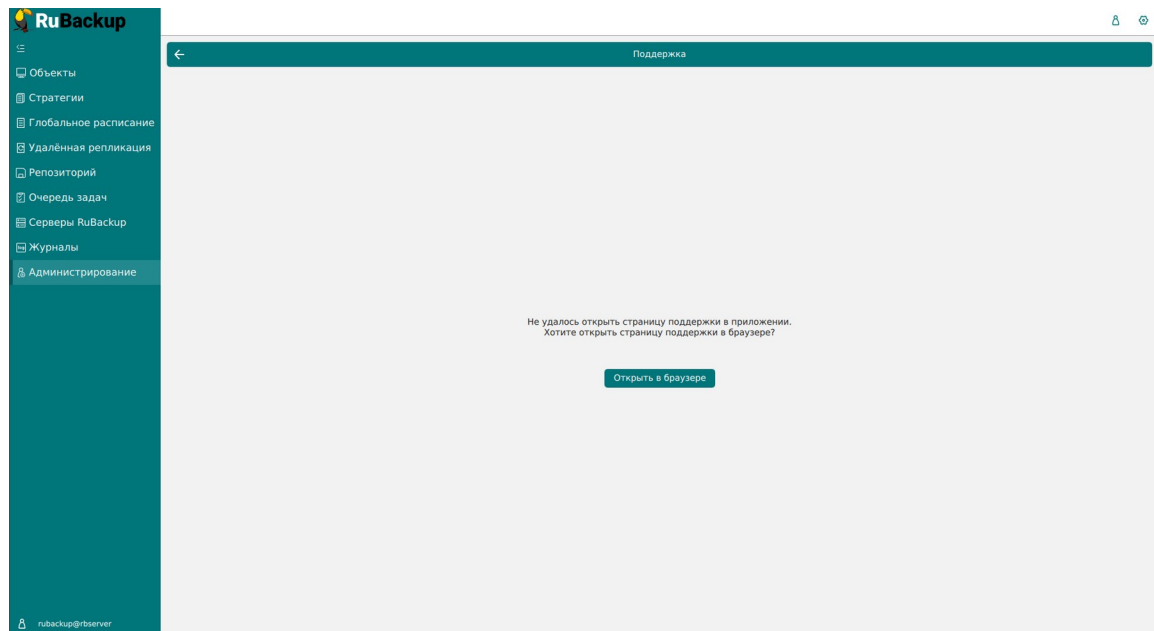 RuBackup
Поддержка
Объекты
Стратегии
Глобальное расписание
Удалённая репликация
Репозиторий
Очередь задач
Серверы RuBackup
Журналы
Администрирование
Не удалось открыть страницу поддержки в приложении.
Хотите открыть страницу поддержки в браузере?
Открыть в браузере
rubackup@rbserver